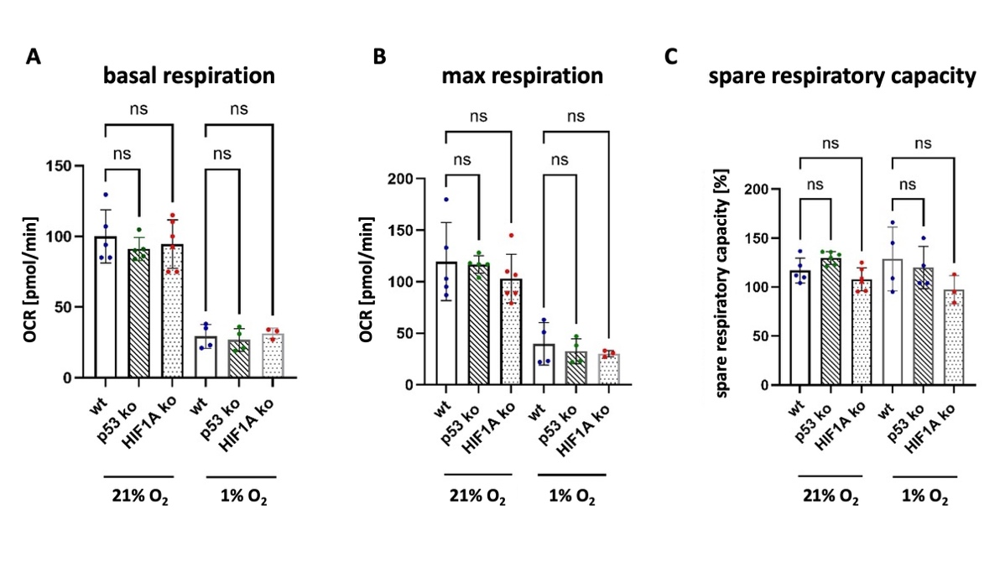 A
basal respiration
ns
ns
ns
ns
150
100
50
0
OCR [pmol/min]
wt
p53 ko
HIF1A ko
wt
p53 ko
HIF1A ko
21% O₂
1% O₂
B
max respiration
ns
ns
ns
ns
200
150
100
50
0
OCR [pmol/min]
wt
p53 ko
HIF1A ko
wt
p53 ko
HIF1A ko
21% O₂
1% O₂
C
spare respiratory capacity
ns
ns
ns
ns
200
150
100
50
0
spare respiratory capacity [%]
wt
p53 ko
HIF1A ko
wt
p53 ko
HIF1A ko
21% O₂
1% O₂